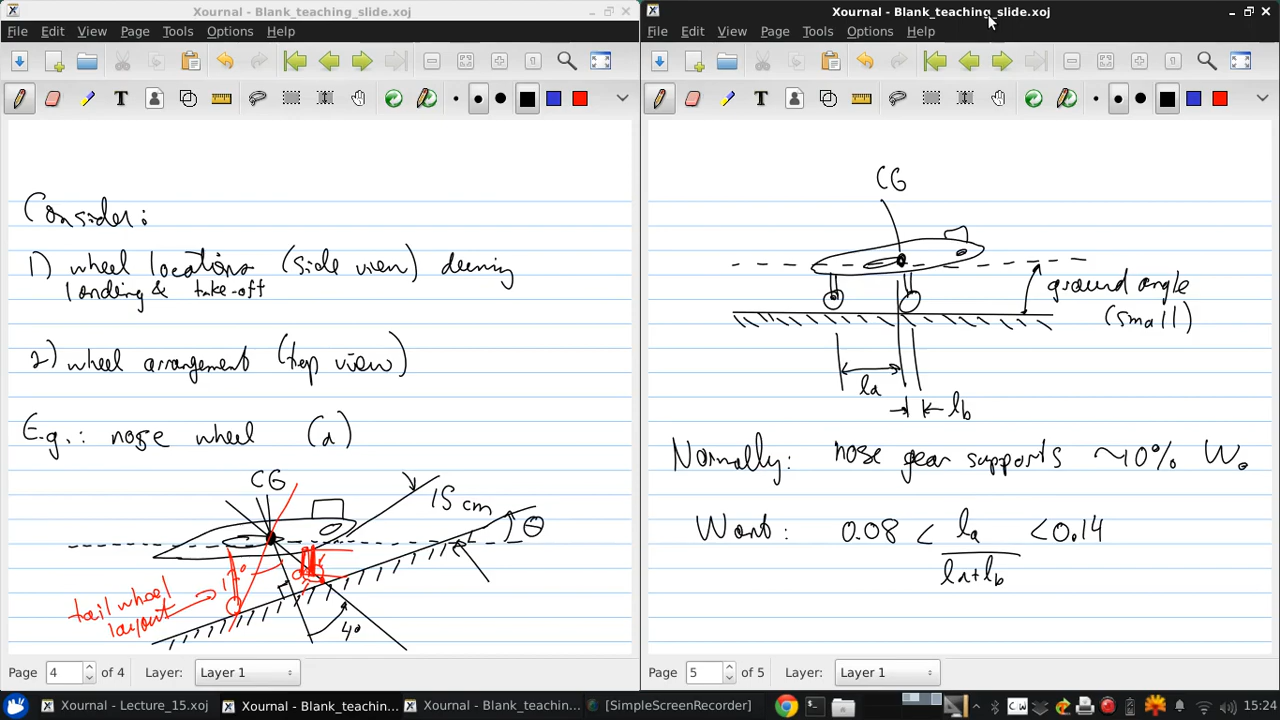 Xournal - Blank_teaching_slide.xoj
File Edit View Page Tools Options Help
Consider:
1) wheel locations (side view) during
landing & take-off
2) wheel arrangement (top view)
E.g.: nose wheel (a)
CG
15 cm
θ
17°
tail wheel
layout
4°
Page 4 of 4 Layer: Layer 1
Xournal - Blank_teaching_slide.xoj
File Edit View Page Tools Options Help
CG
ground angle
(small)
la
lb
Normally: nose gear supports ~10% Wo
Want: 0.08 < la < 0.14
la+lb
Page 5 of 5 Layer: Layer 1
Xournal - Lecture_15.xoj
Xournal - Blank_teachin...
Xournal - Blank_teachin...
[SimpleScreenRecorder]
15:24